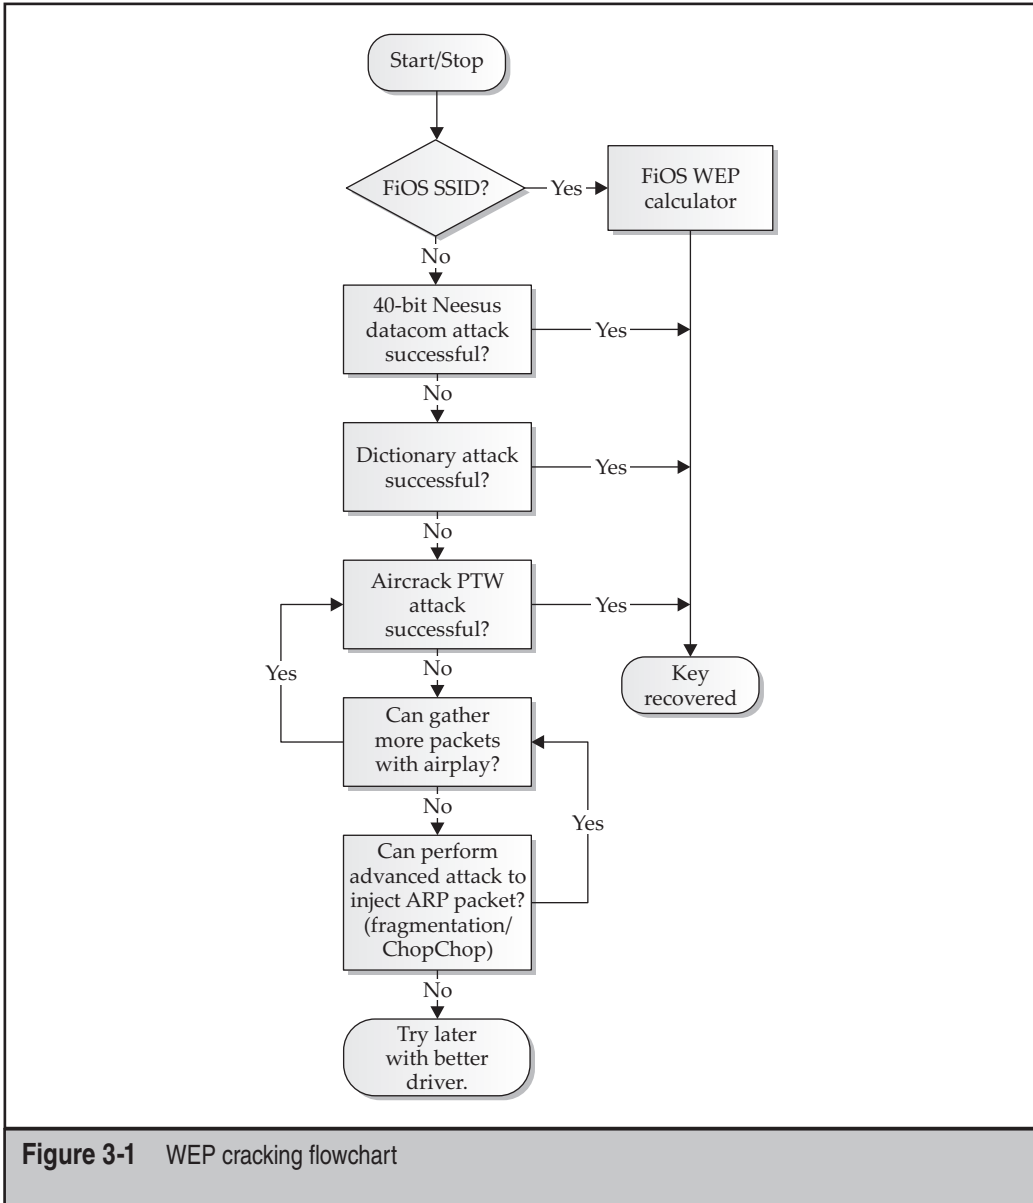 Start/Stop
FiOS SSID?
Yes
FiOS WEP
calculator
No
40-bit Neesus
datacom attack
successful?
Yes
No
Dictionary attack
successful?
Yes
No
Aircrack PTW
attack
successful?
Yes
Key
recovered
Yes
No
Can gather
more packets
with airplay?
No
Yes
Can perform
advanced attack to
inject ARP packet?
(fragmentation/
ChopChop)
No
Try later
with better
driver.
Figure 3-1 WEP cracking flowchart